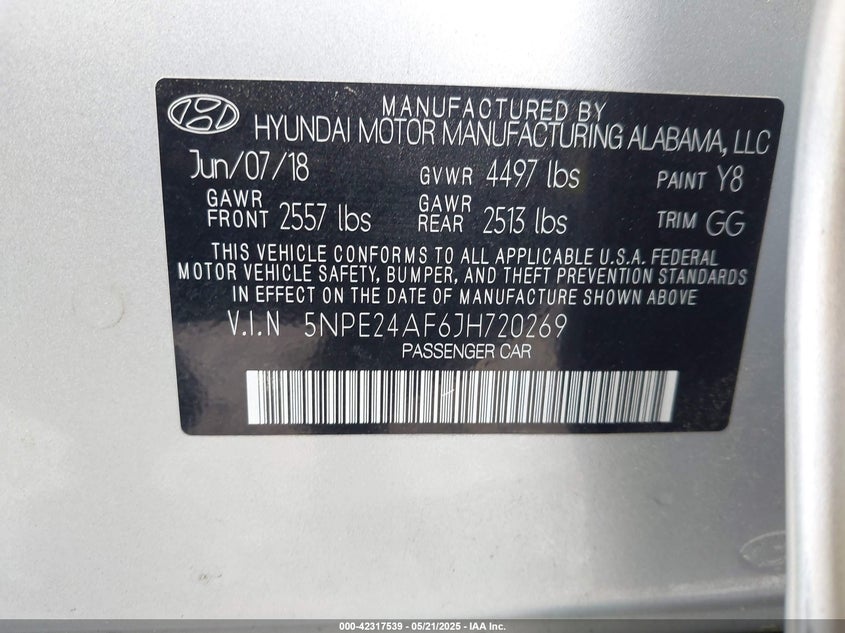 MANUFACTURED BY
HYUNDAI MOTOR MANUFACTURING ALABAMA, LLC
Jun/07/18 GVWR 4497 lbs PAINT Y8
GAWR FRONT 2557 lbs GAWR REAR 2513 lbs TRIM GG
THIS VEHICLE CONFORMS TO ALL APPLICABLE U.S.A. FEDERAL
MOTOR VEHICLE SAFETY, BUMPER, AND THEFT PREVENTION STANDARDS
IN EFFECT ON THE DATE OF MANUFACTURE SHOWN ABOVE
V.I.N 5NPE24AF6JH720269
PASSENGER CAR
000-42317539 - 05/21/2025 - IAA Inc.